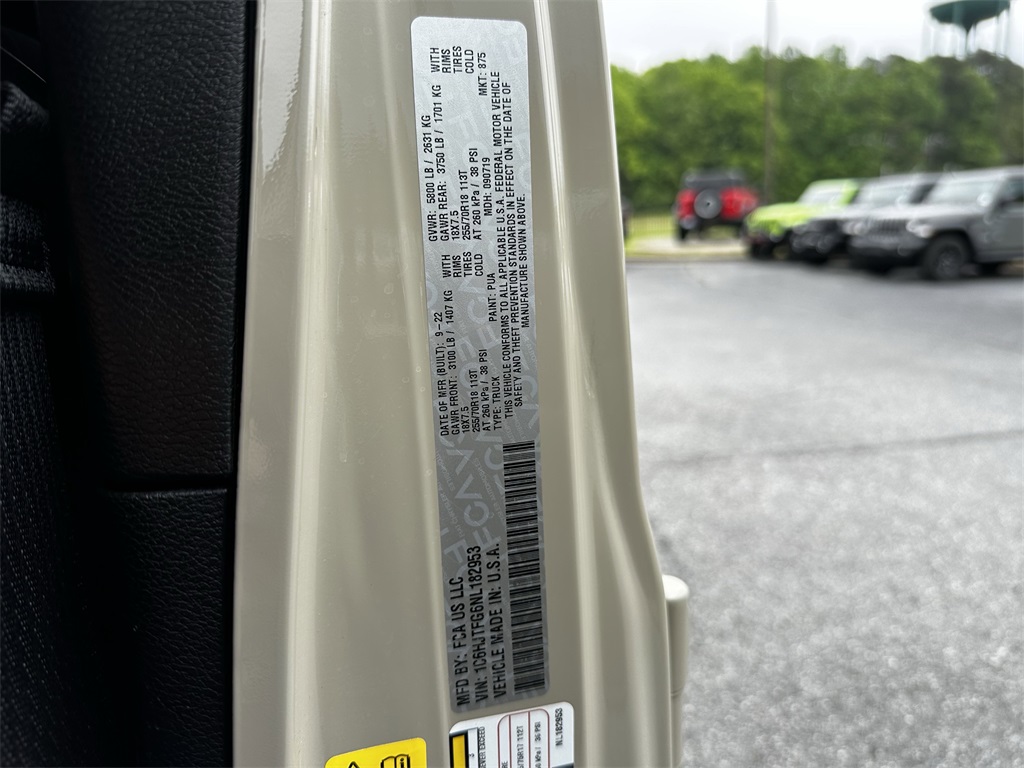 MFD BY: FCA US LLC
VIN: 1C6HJTFG6NL182953
VEHICLE MADE IN: U.S.A.
DATE OF MFR (BUILT): 9-22
GAWR FRONT: 3100 LB / 1407 KG WITH
18X7.5 RIMS
255/70R18 113T TIRES
AT 260 kPa / 38 PSI COLD
TYPE: TRUCK PAINT: PUA
GVWR: 5800 LB / 2631 KG
GAWR REAR: 3750 LB / 1701 KG WITH
18X7.5 RIMS
255/70R18 113T TIRES
AT 260 kPa / 38 PSI COLD
MDH: 090719 MKT: 875
THIS VEHICLE CONFORMS TO ALL APPLICABLE U.S.A. FEDERAL MOTOR VEHICLE
SAFETY AND THEFT PREVENTION STANDARDS IN EFFECT ON THE DATE OF
MANUFACTURE SHOWN ABOVE.
NL182953